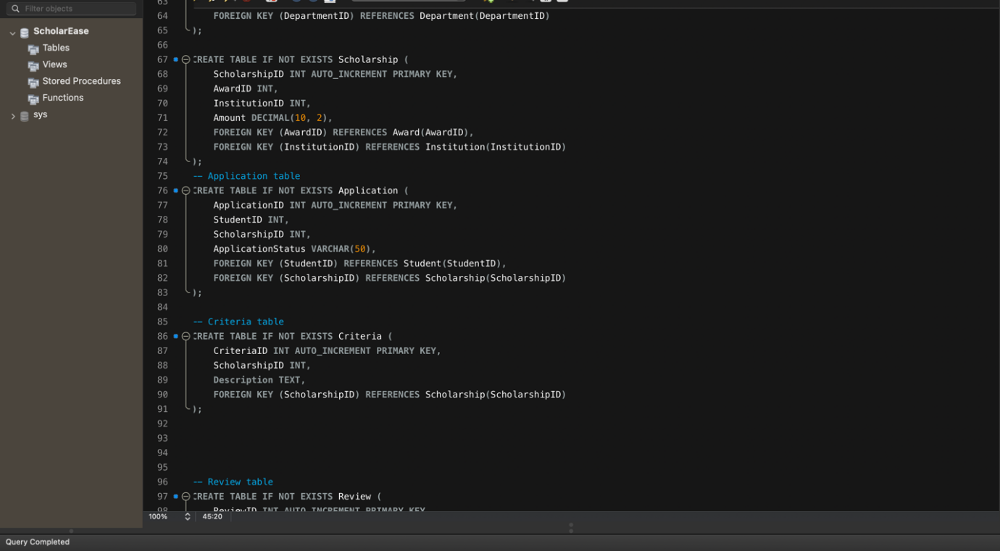 Filter objects
ScholarEase
Tables
Views
Stored Procedures
Functions
sys
63
64 FOREIGN KEY (DepartmentID) REFERENCES Department(DepartmentID)
65 );
66
67 CREATE TABLE IF NOT EXISTS Scholarship (
68 ScholarshipID INT AUTO_INCREMENT PRIMARY KEY,
69 AwardID INT,
70 InstitutionID INT,
71 Amount DECIMAL(10, 2),
72 FOREIGN KEY (AwardID) REFERENCES Award(AwardID),
73 FOREIGN KEY (InstitutionID) REFERENCES Institution(InstitutionID)
74 );
75 -- Application table
76 CREATE TABLE IF NOT EXISTS Application (
77 ApplicationID INT AUTO_INCREMENT PRIMARY KEY,
78 StudentID INT,
79 ScholarshipID INT,
80 ApplicationStatus VARCHAR(50),
81 FOREIGN KEY (StudentID) REFERENCES Student(StudentID),
82 FOREIGN KEY (ScholarshipID) REFERENCES Scholarship(ScholarshipID)
83 );
84
85 -- Criteria table
86 CREATE TABLE IF NOT EXISTS Criteria (
87 CriteriaID INT AUTO_INCREMENT PRIMARY KEY,
88 ScholarshipID INT,
89 Description TEXT,
90 FOREIGN KEY (ScholarshipID) REFERENCES Scholarship(ScholarshipID)
91 );
92
93
94
95
96 -- Review table
97 CREATE TABLE IF NOT EXISTS Review (
98 ReviewID INT AUTO_INCREMENT PRIMARY KEY
100% 45:20
Query Completed